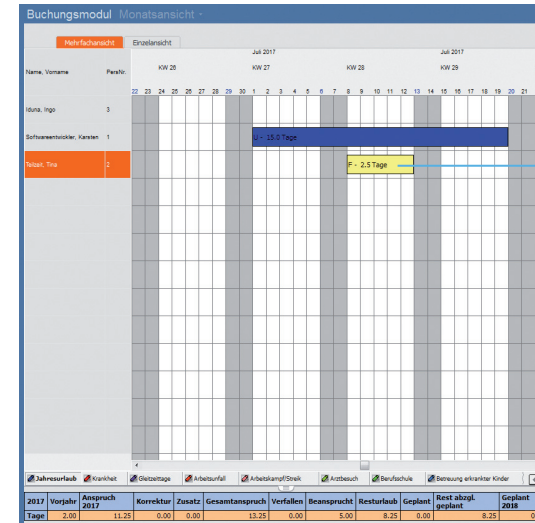 Buchungsmodul Monatsansicht
Mehrfachansicht Einzelansicht
Juli 2017 Juli 2017
Name, Vorname PersNr. KW 26 KW 27 KW 28 KW 29
22 23 24 25 26 27 28 29 30 1 2 3 4 5 6 7 8 9 10 11 12 13 14 15 16 17 18 19 20 21
Iduna, Ingo 3
Softwareentwickler, Karsten 1 U - 15.0 Tage
Teilzeit, Tina 2 F - 2.5 Tage
Jahresurlaub Krankheit Gleitzeittage Arbeitsunfall Arbeitskampf/Streik Arztbesuch Berufsschule Betreuung erkrankter Kinder
2017 Vorjahr Anspruch 2017 Korrektur Zusatz Gesamtanspruch Verfallen Beansprucht Resturlaub Geplant Rest abzgl. geplant Geplant 2018
Tage 2.00 11.25 0.00 0.00 13.25 0.00 5.00 8.25 0.00 8.25 0.00